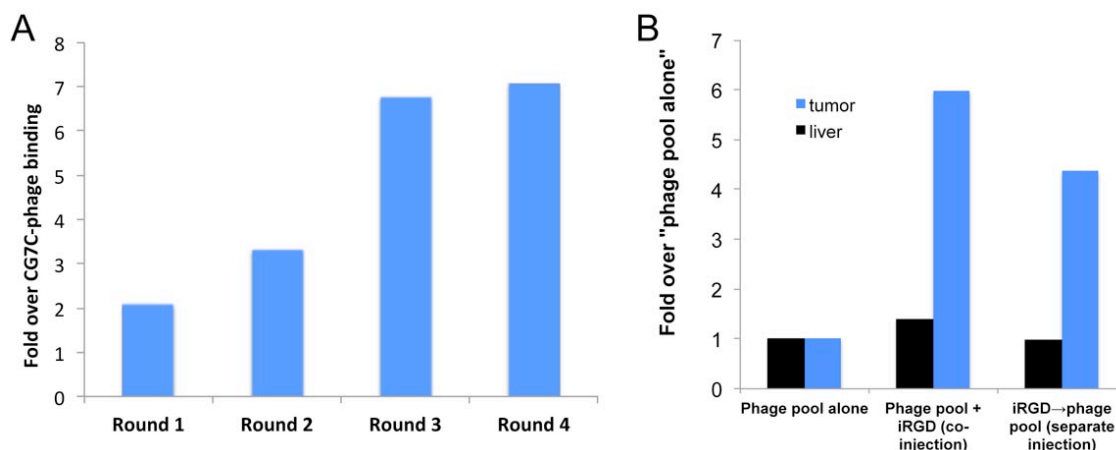 A
Fold over CG7C-phage binding
8
7
6
5
4
3
2
1
0
Round 1
Round 2
Round 3
Round 4
B
Fold over "phage pool alone"
7
6
5
4
3
2
1
0
tumor
liver
Phage pool alone
Phage pool +
iRGD (co-
injection)
iRGD→phage
pool (separate
injection)